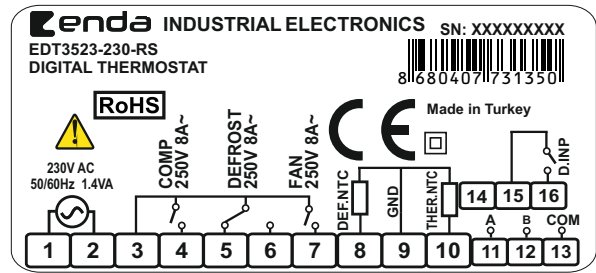 enda INDUSTRIAL ELECTRONICS
SN: XXXXXXXXX
EDT3523-230-RS
DIGITAL THERMOSTAT
8 680407 731350
RoHS
CE
Made in Turkey
230V AC
50/60Hz 1.4VA
COMP
250V 8A~
DEFROST
250V 8A~
FAN
250V 8A~
DEF.NTC
GND
THER.NTC
D.INP
14 15 16
A B COM
1 2 3 4 5 6 7 8 9 10 11 12 13